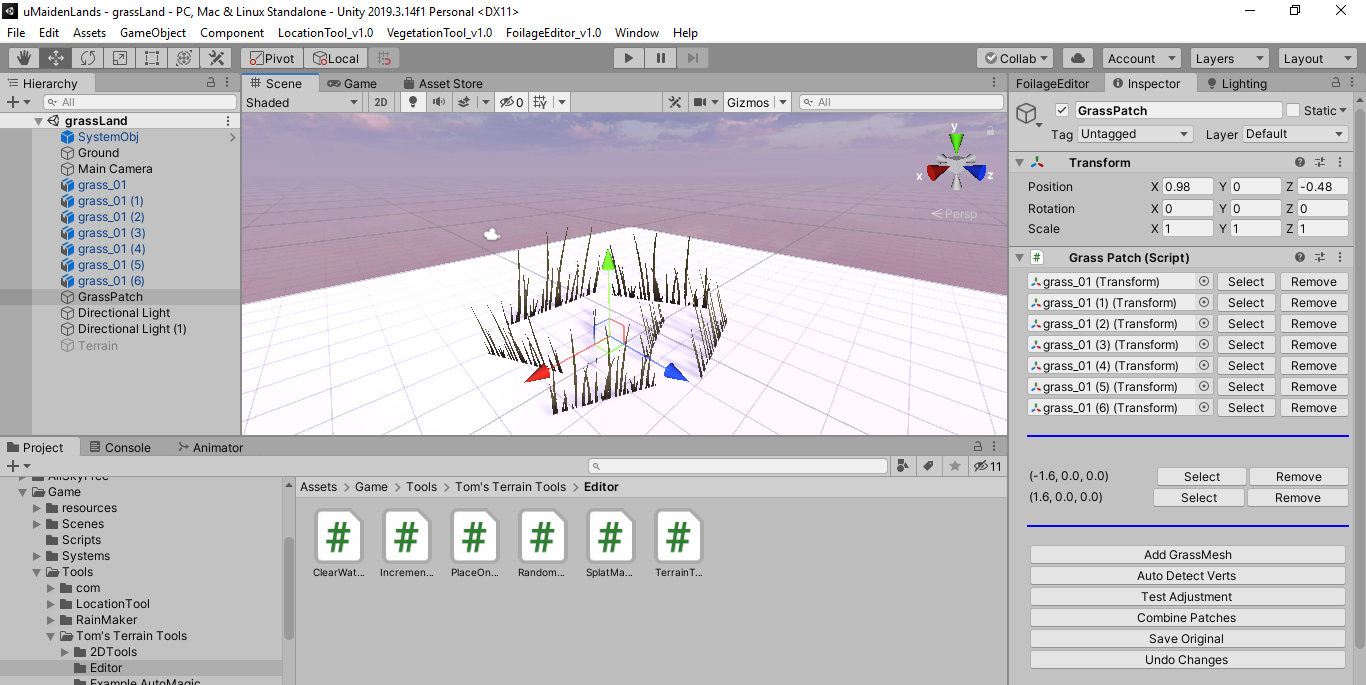 uMaidenLands - grassLand - PC, Mac & Linux Standalone - Unity 2019.3.14f1 Personal <DX11>
File Edit Assets GameObject Component LocationTool_v1.0 VegetationTool_v1.0 FoilageEditor_v1.0 Window Help
Pivot Local Collab Account Layers Layout
Hierarchy
All
grassLand
SystemObj
Ground
Main Camera
grass_01
grass_01 (1)
grass_01 (2)
grass_01 (3)
grass_01 (4)
grass_01 (5)
grass_01 (6)
GrassPatch
Directional Light
Directional Light (1)
Terrain
Scene Game Asset Store
Shaded 2D 0 Gizmos All
y
x z
Persp
FoilageEditor Inspector Lighting
GrassPatch Static
Tag Untagged Layer Default
Transform
Position X 0.98 Y 0 Z -0.48
Rotation X 0 Y 0 Z 0
Scale X 1 Y 1 Z 1
# Grass Patch (Script)
grass_01 (Transform) Select Remove
grass_01 (1) (Transform) Select Remove
grass_01 (2) (Transform) Select Remove
grass_01 (3) (Transform) Select Remove
grass_01 (4) (Transform) Select Remove
grass_01 (5) (Transform) Select Remove
grass_01 (6) (Transform) Select Remove
(-1.6, 0.0, 0.0) Select Remove
(1.6, 0.0, 0.0) Select Remove
Add GrassMesh
Auto Detect Verts
Test Adjustment
Combine Patches
Save Original
Undo Changes
Project Console Animator
11
AllSkyFree
Game
resources
Scenes
Scripts
Systems
Tools
com
LocationTool
RainMaker
Tom's Terrain Tools
2DTools
Editor
Example AutoMagic
Assets > Game > Tools > Tom's Terrain Tools > Editor
# # # # # #
ClearWat... Incremen... PlaceOn... Random... SplatMa... TerrainT...